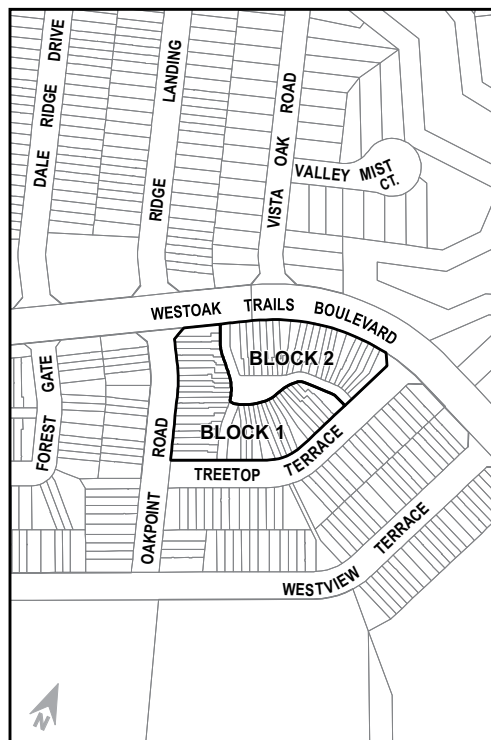 DALE RIDGE DRIVE
RIDGE LANDING
VISTA OAK ROAD
VALLEY MIST
CT.
WESTOAK TRAILS BOULEVARD
BLOCK 2
FOREST GATE
BLOCK 1
OAKPOINT ROAD
TREETOP TERRACE
WESTVIEW TERRACE
N